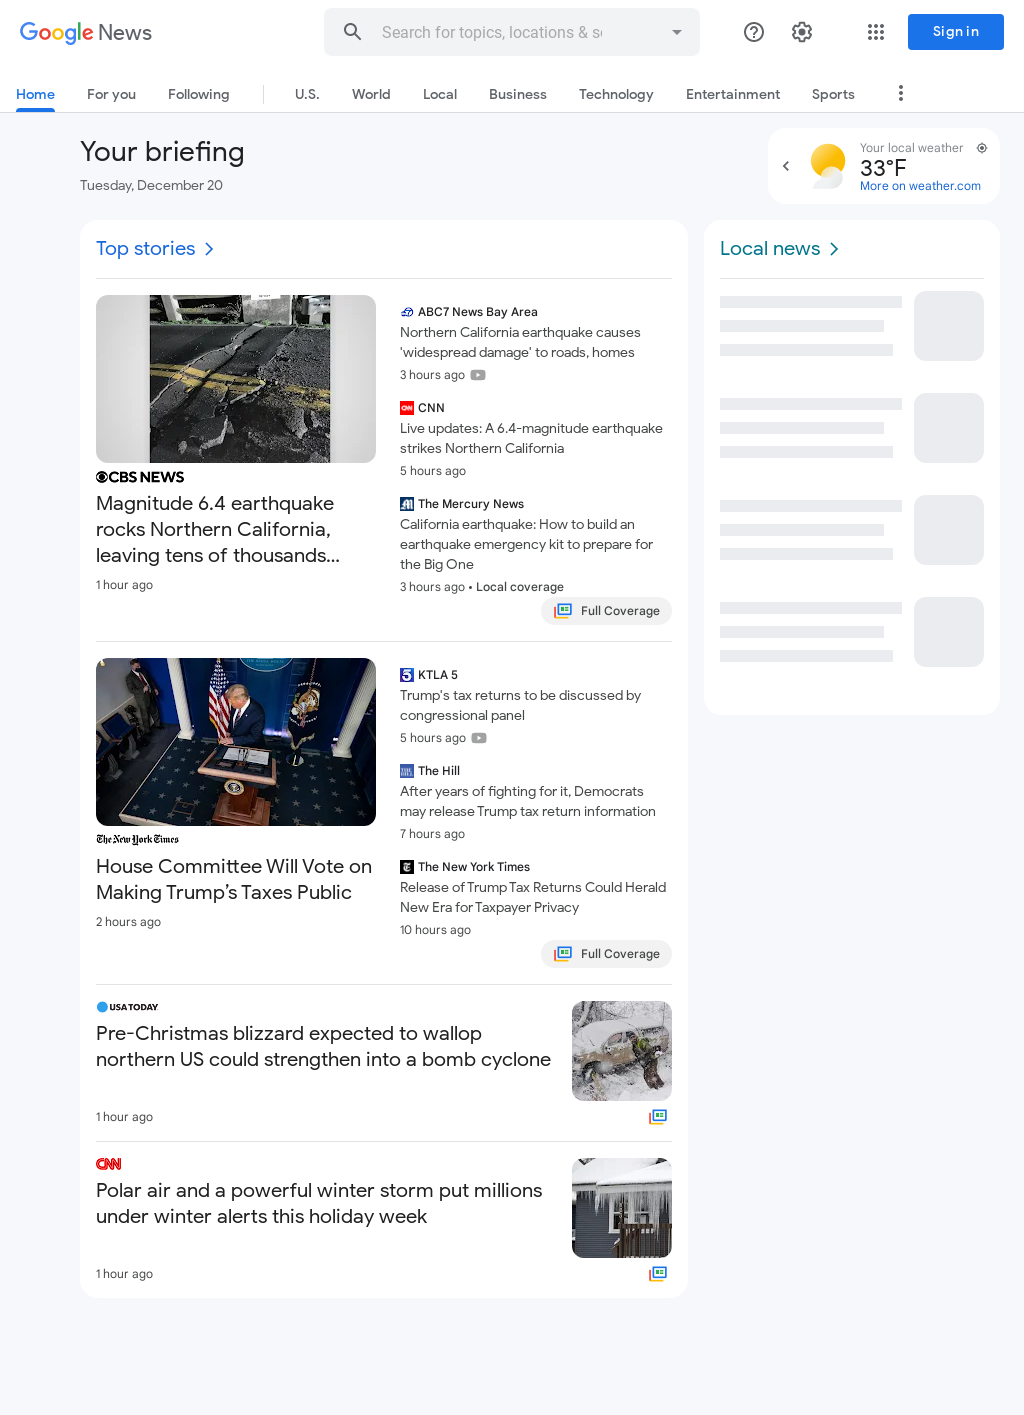 Google News
Search for topics, locations & so
Sign in
Home
For you
Following
U.S.
World
Local
Business
Technology
Entertainment
Sports
Your briefing
Tuesday, December 20
Your local weather
33°F
More on weather.com
Top stories
CBS NEWS
Magnitude 6.4 earthquake
rocks Northern California,
leaving tens of thousands...
1 hour ago
ABC7 News Bay Area
Northern California earthquake causes
'widespread damage' to roads, homes
3 hours ago
CNN
Live updates: A 6.4-magnitude earthquake
strikes Northern California
5 hours ago
The Mercury News
California earthquake: How to build an
earthquake emergency kit to prepare for
the Big One
3 hours ago • Local coverage
Full Coverage
The New York Times
House Committee Will Vote on
Making Trump’s Taxes Public
2 hours ago
KTLA 5
Trump's tax returns to be discussed by
congressional panel
5 hours ago
The Hill
After years of fighting for it, Democrats
may release Trump tax return information
7 hours ago
The New York Times
Release of Trump Tax Returns Could Herald
New Era for Taxpayer Privacy
10 hours ago
Full Coverage
USA TODAY
Pre-Christmas blizzard expected to wallop
northern US could strengthen into a bomb cyclone
1 hour ago
CNN
Polar air and a powerful winter storm put millions
under winter alerts this holiday week
1 hour ago
Local news